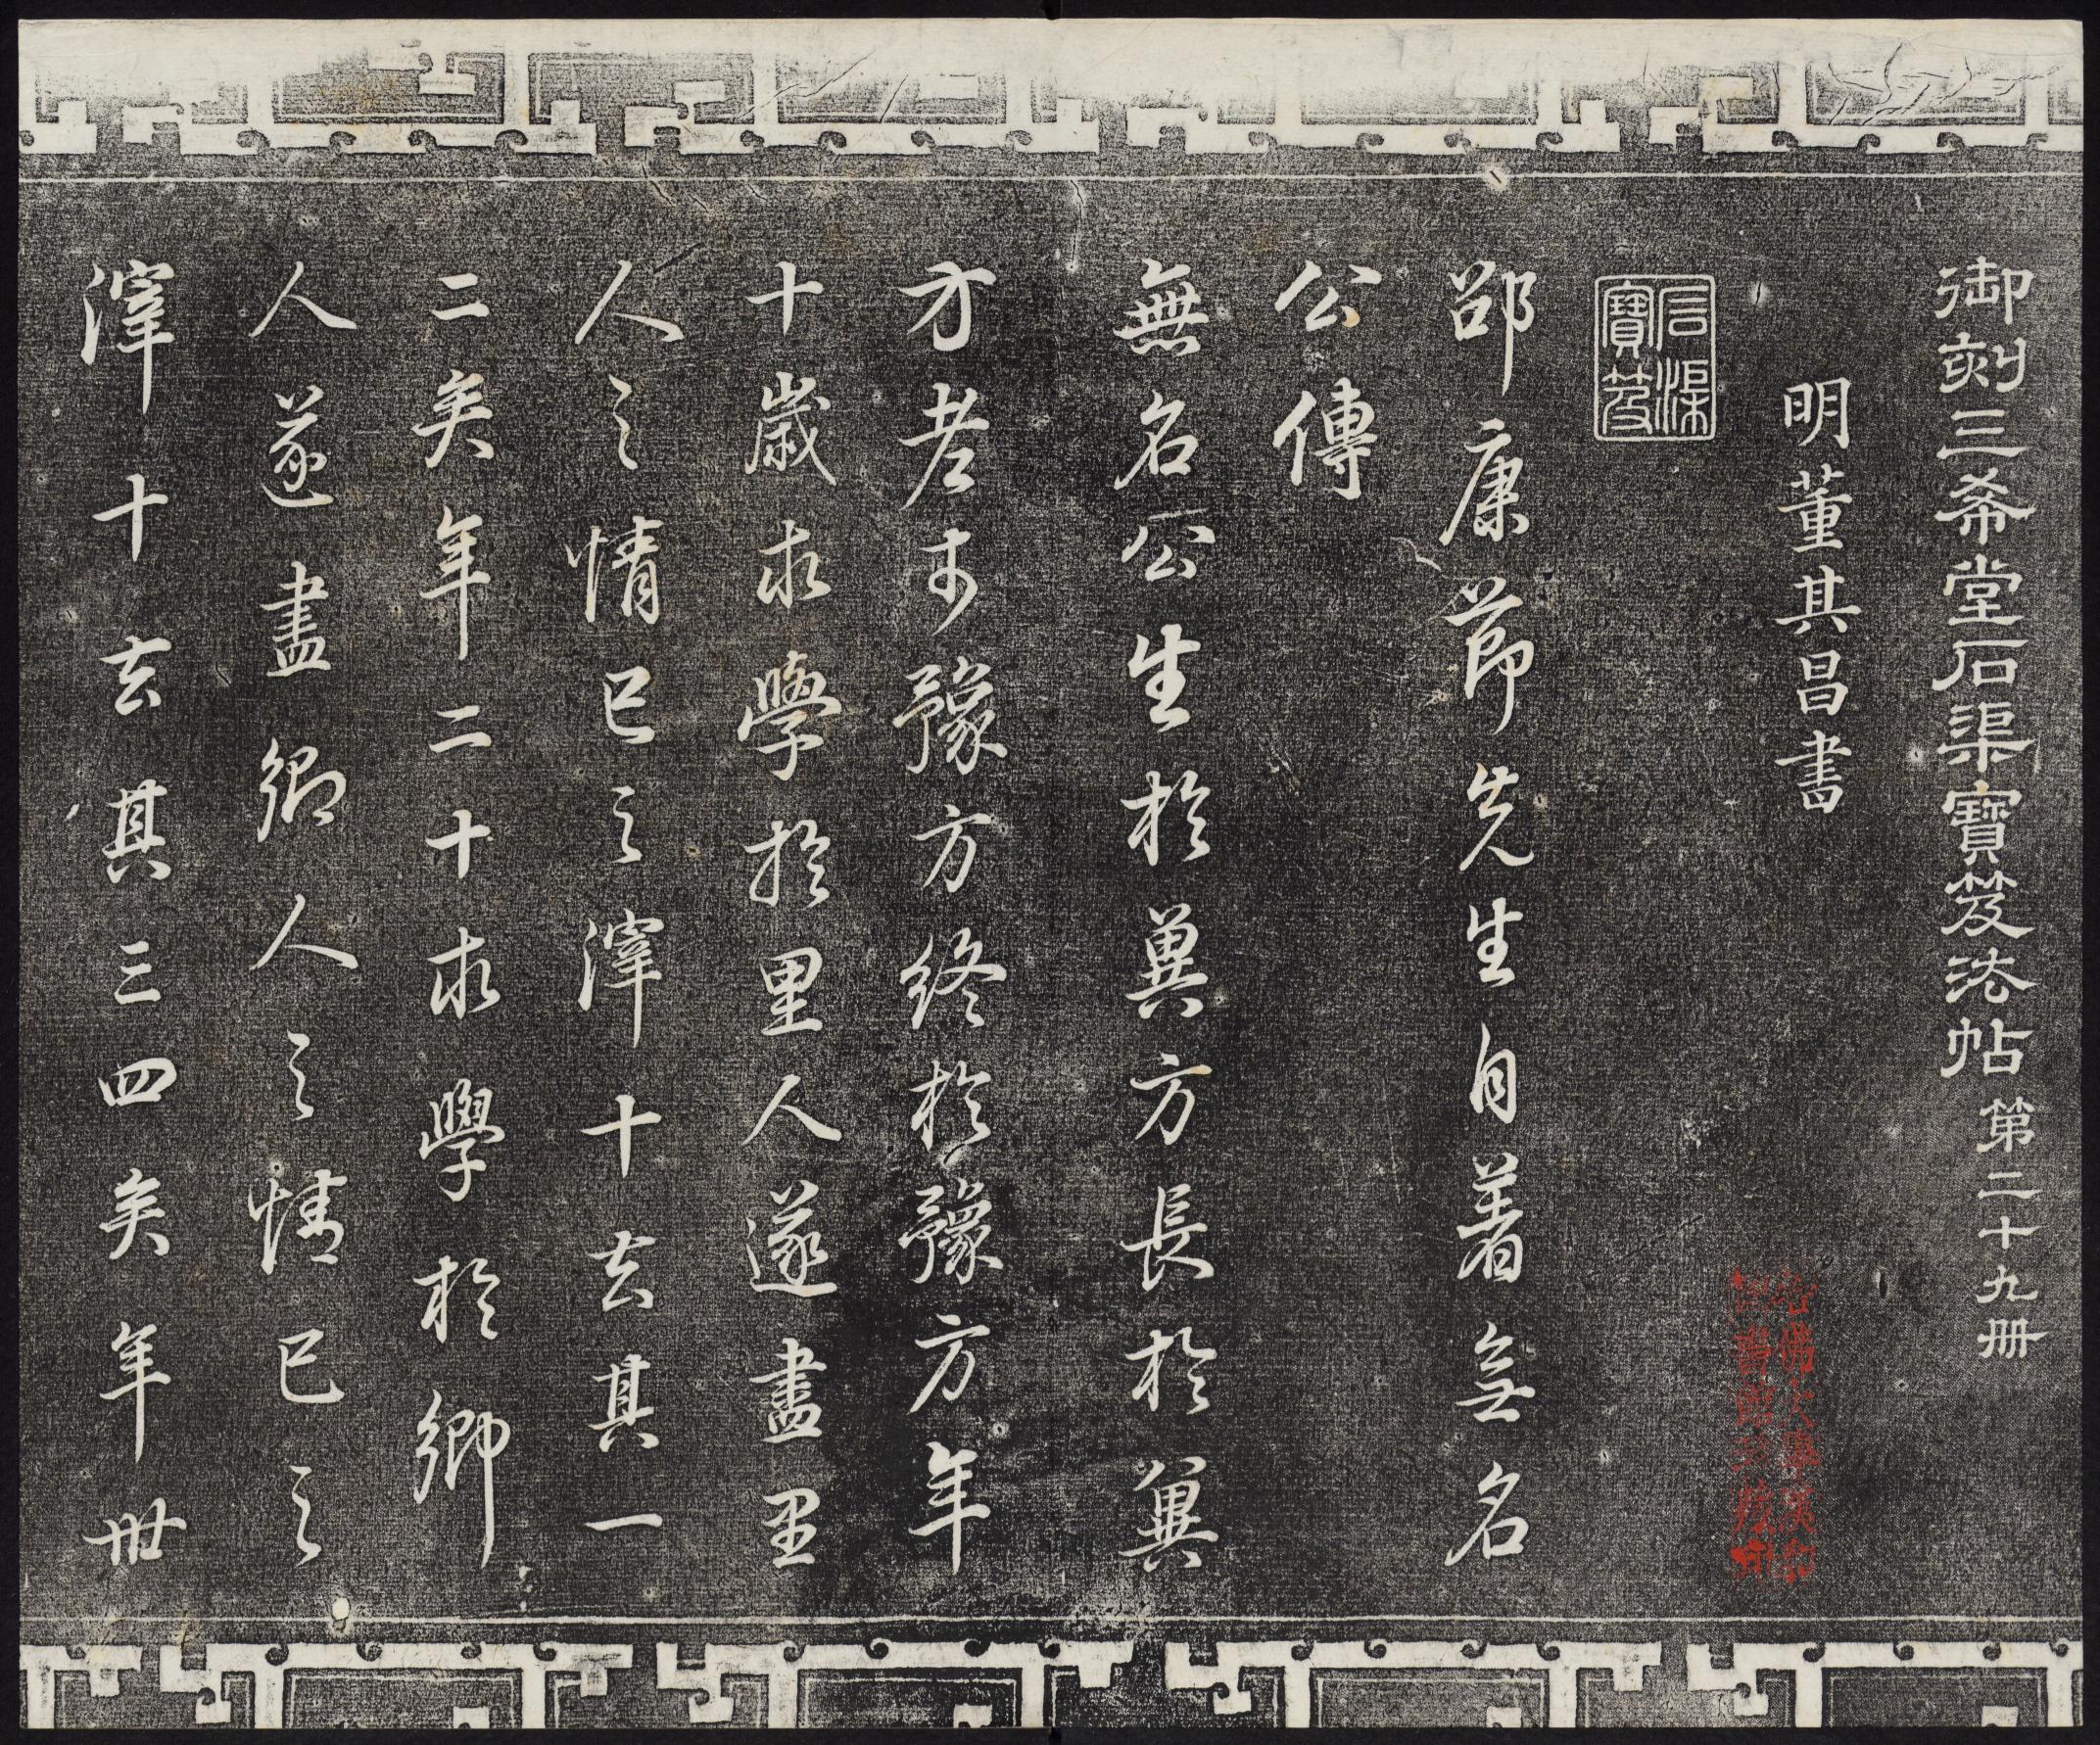 御刻三希堂石渠寶笈法帖 第二十九冊
明董其昌書
石渠寶笈
邵康節先生自著無名
公傳
無名公生於冀方長於冀
方老於豫方終於豫方年
十歲求學於里人遂盡里
人之情己之滓十去其一
二矣年二十求學於鄉
人遂盡鄉人之情己之
滓十去其三四矣年卅